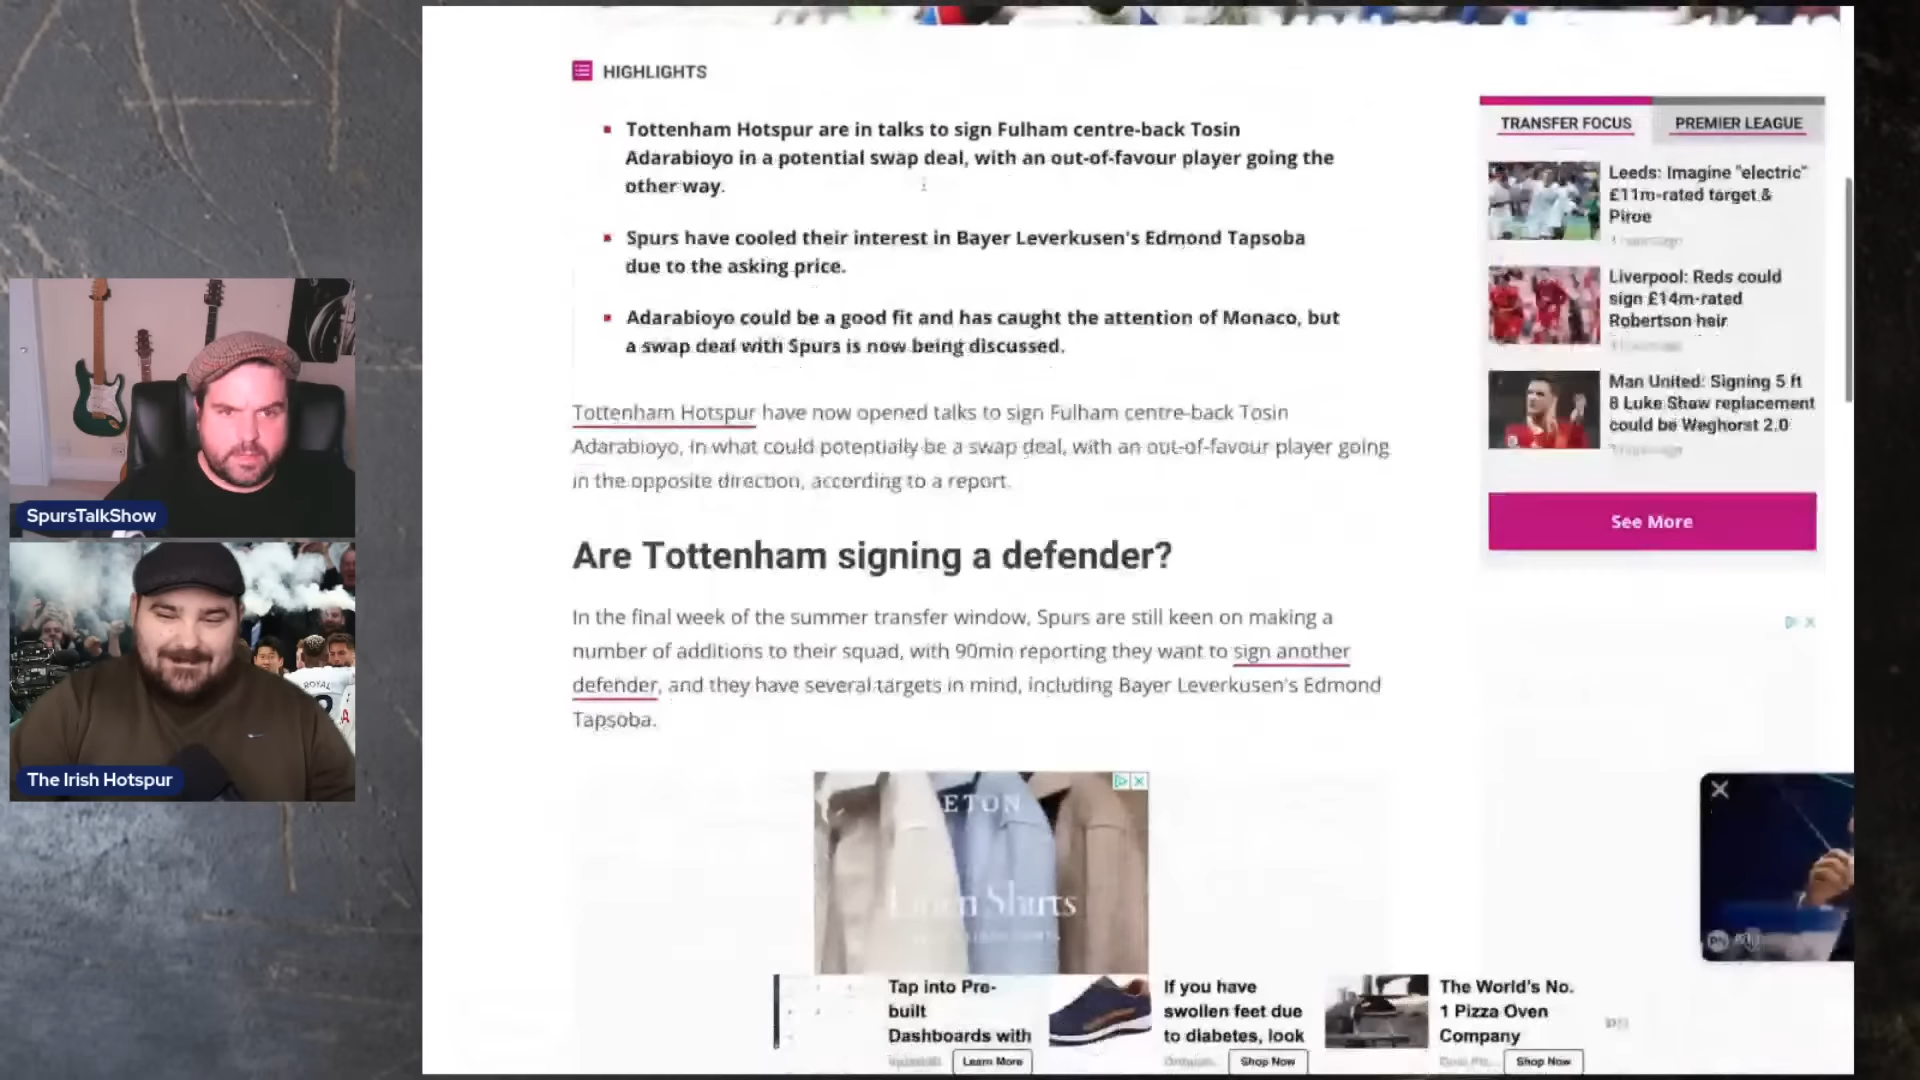 HIGHLIGHTS
Tottenham Hotspur are in talks to sign Fulham centre-back Tosin
Adarabioyo in a potential swap deal, with an out-of-favour player going the
other way.
Spurs have cooled their interest in Bayer Leverkusen's Edmond Tapsoba
due to the asking price.
Adarabioyo could be a good fit and has caught the attention of Monaco, but
a swap deal with Spurs is now being discussed.
Tottenham Hotspur have now opened talks to sign Fulham centre-back Tosin
Adarabioyo, in what could potentially be a swap deal, with an out-of-favour player going
in the opposite direction, according to a report.
Are Tottenham signing a defender?
In the final week of the summer transfer window, Spurs are still keen on making a
number of additions to their squad, with 90min reporting they want to sign another
defender, and they have several targets in mind, including Bayer Leverkusen's Edmond
Tapsoba.
TRANSFER FOCUS
PREMIER LEAGUE
Leeds: Imagine "electric"
£11m-rated target &
Piroe
Liverpool: Reds could
sign £14m-rated
Robertson heir
Man United: Signing 5 ft
8 Luke Shaw replacement
could be Weghorst 2.0
See More
SpursTalkShow
The Irish Hotspur
ROYAL
ETON
Shirts
Tap into Pre-
built
Dashboards with
Learn More
If you have
swollen feet due
to diabetes, look
Shop Now
The World's No.
1 Pizza Oven
Company
Shop Now